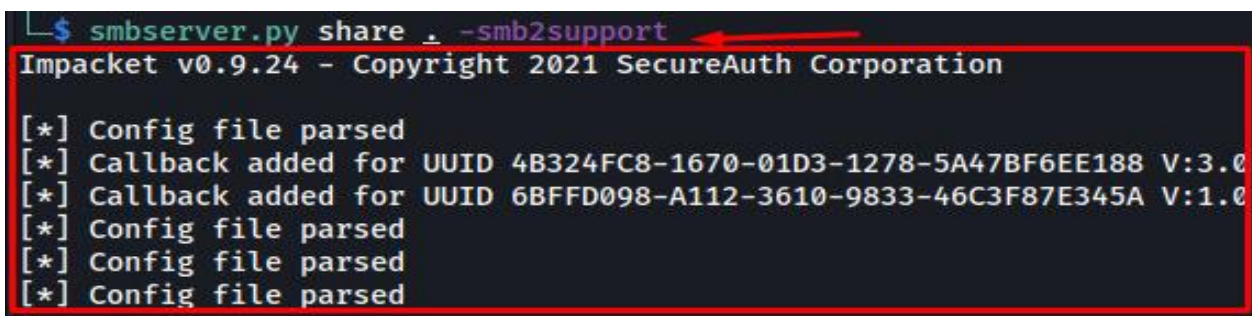 └─$ smbserver.py share . -smb2support
Impacket v0.9.24 - Copyright 2021 SecureAuth Corporation
[*] Config file parsed
[*] Callback added for UUID 4B324FC8-1670-01D3-1278-5A47BF6EE188 V:3.0
[*] Callback added for UUID 6BFFD098-A112-3610-9833-46C3F87E345A V:1.0
[*] Config file parsed
[*] Config file parsed
[*] Config file parsed